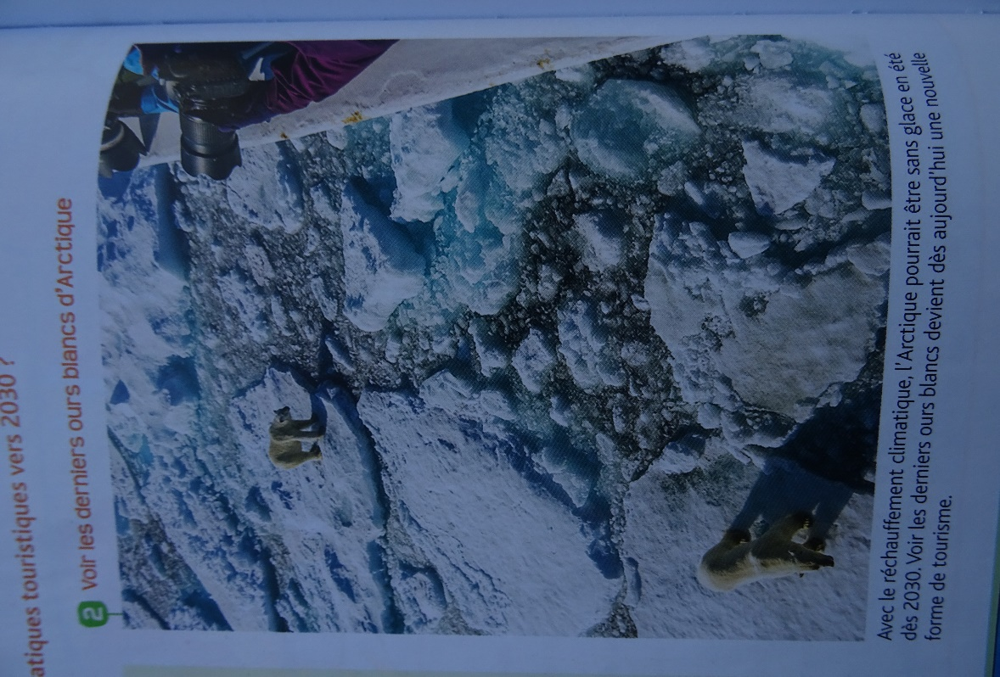 atiques touristiques vers 2030 ?
2 Voir les derniers ours blancs d'Arctique
Avec le réchauffement climatique, l'Arctique pourrait être sans glace en été
dès 2030. Voir les derniers ours blancs devient dès aujourd'hui une nouvelle
forme de tourisme.